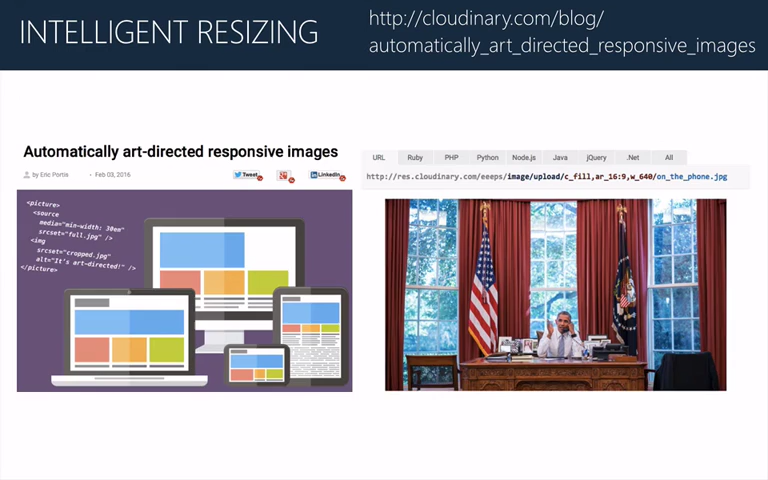 INTELLIGENT RESIZING
http://cloudinary.com/blog/
automatically_art_directed_responsive_images
Automatically art-directed responsive images
by Eric Portis
Feb 03, 2016
Tweet
LinkedIn
<picture>
<source
media="min-width: 30em"
srcset="full.jpg" />
<img
srcset="cropped.jpg"
alt="It's art-directed!" />
</picture>
URL Ruby PHP Python Node.js Java jQuery .Net All
http://res.cloudinary.com/eeeps/image/upload/c_fill,ar_16:9,w_640/on_the_phone.jpg